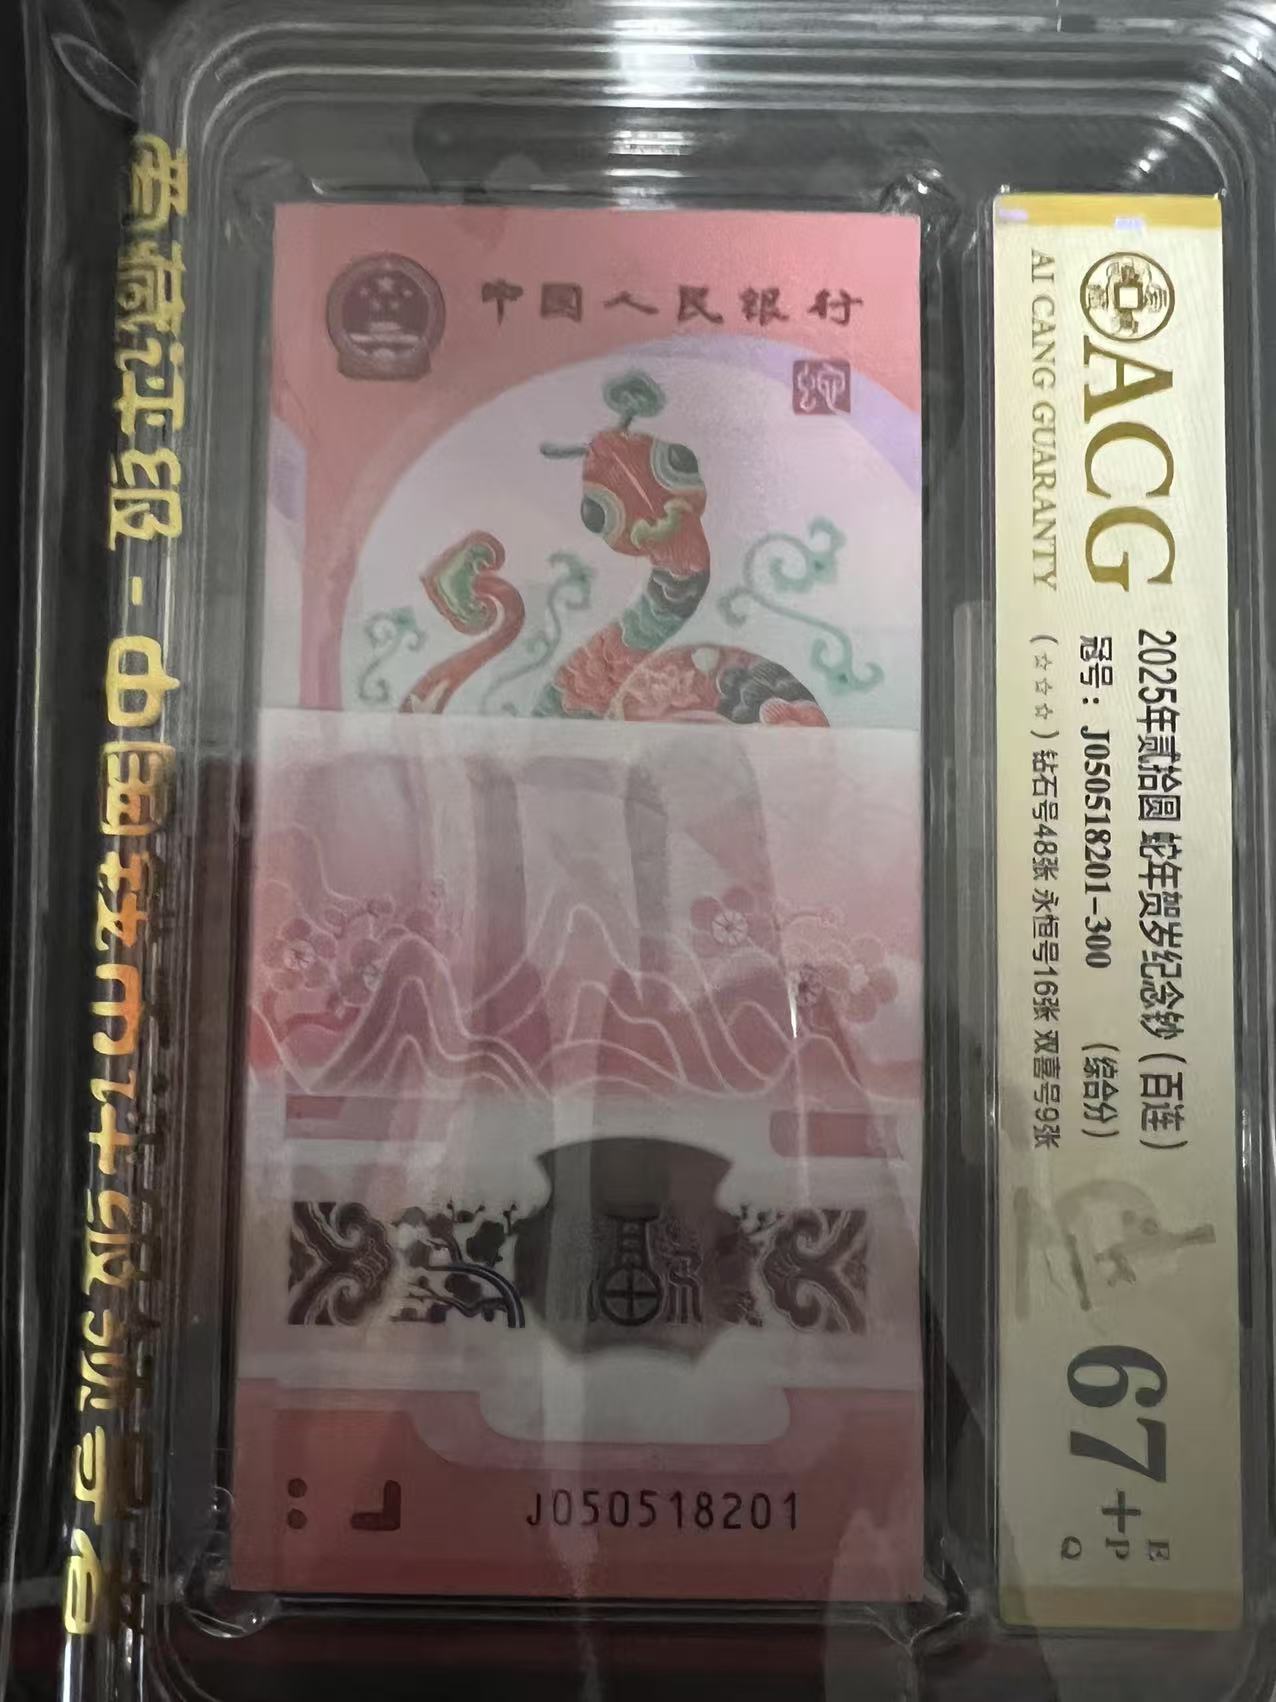 中国人民银行
蛇
J050518201
ACG
AI CANG GUARANTY
2025年贰拾圆 蛇年贺岁纪念钞（百连）
冠号：J050518201-300 （综合分）
（☆☆☆）钻石号48张 永恒号16张 双喜号9张
67+
E
P
Q